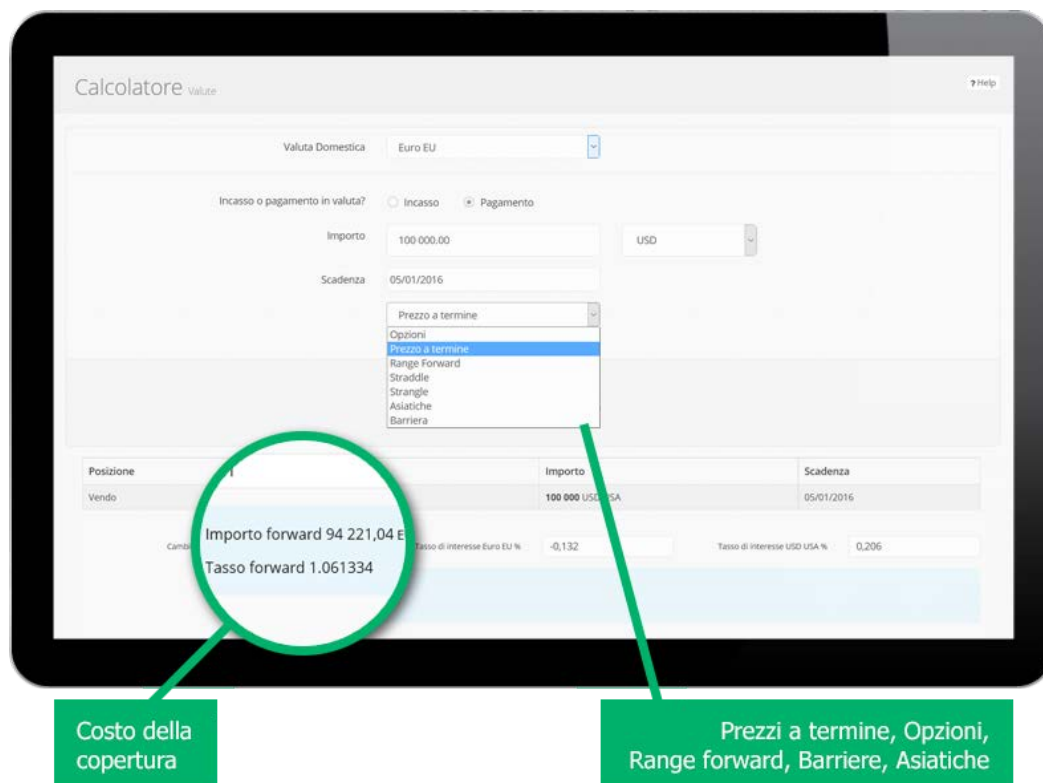 Calcolatore Valute
? Help
Valuta Domestica Euro EU
Incasso o pagamento in valuta? Incasso Pagamento
Importo 100 000.00 USD
Scadenza 05/01/2016
Prezzo a termine
Opzioni
Prezzo a termine
Range Forward
Straddle
Strangle
Asiatiche
Barriera
Posizione Importo Scadenza
Vendo 100 000 USD 05/01/2016
Importo forward 94 221,04 E
Tasso di interesse Euro EU % -0,132 Tasso di interesse USD USA % 0,206
Tasso forward 1.061334
Costo della
copertura
Prezzi a termine, Opzioni,
Range forward, Barriere, Asiatiche